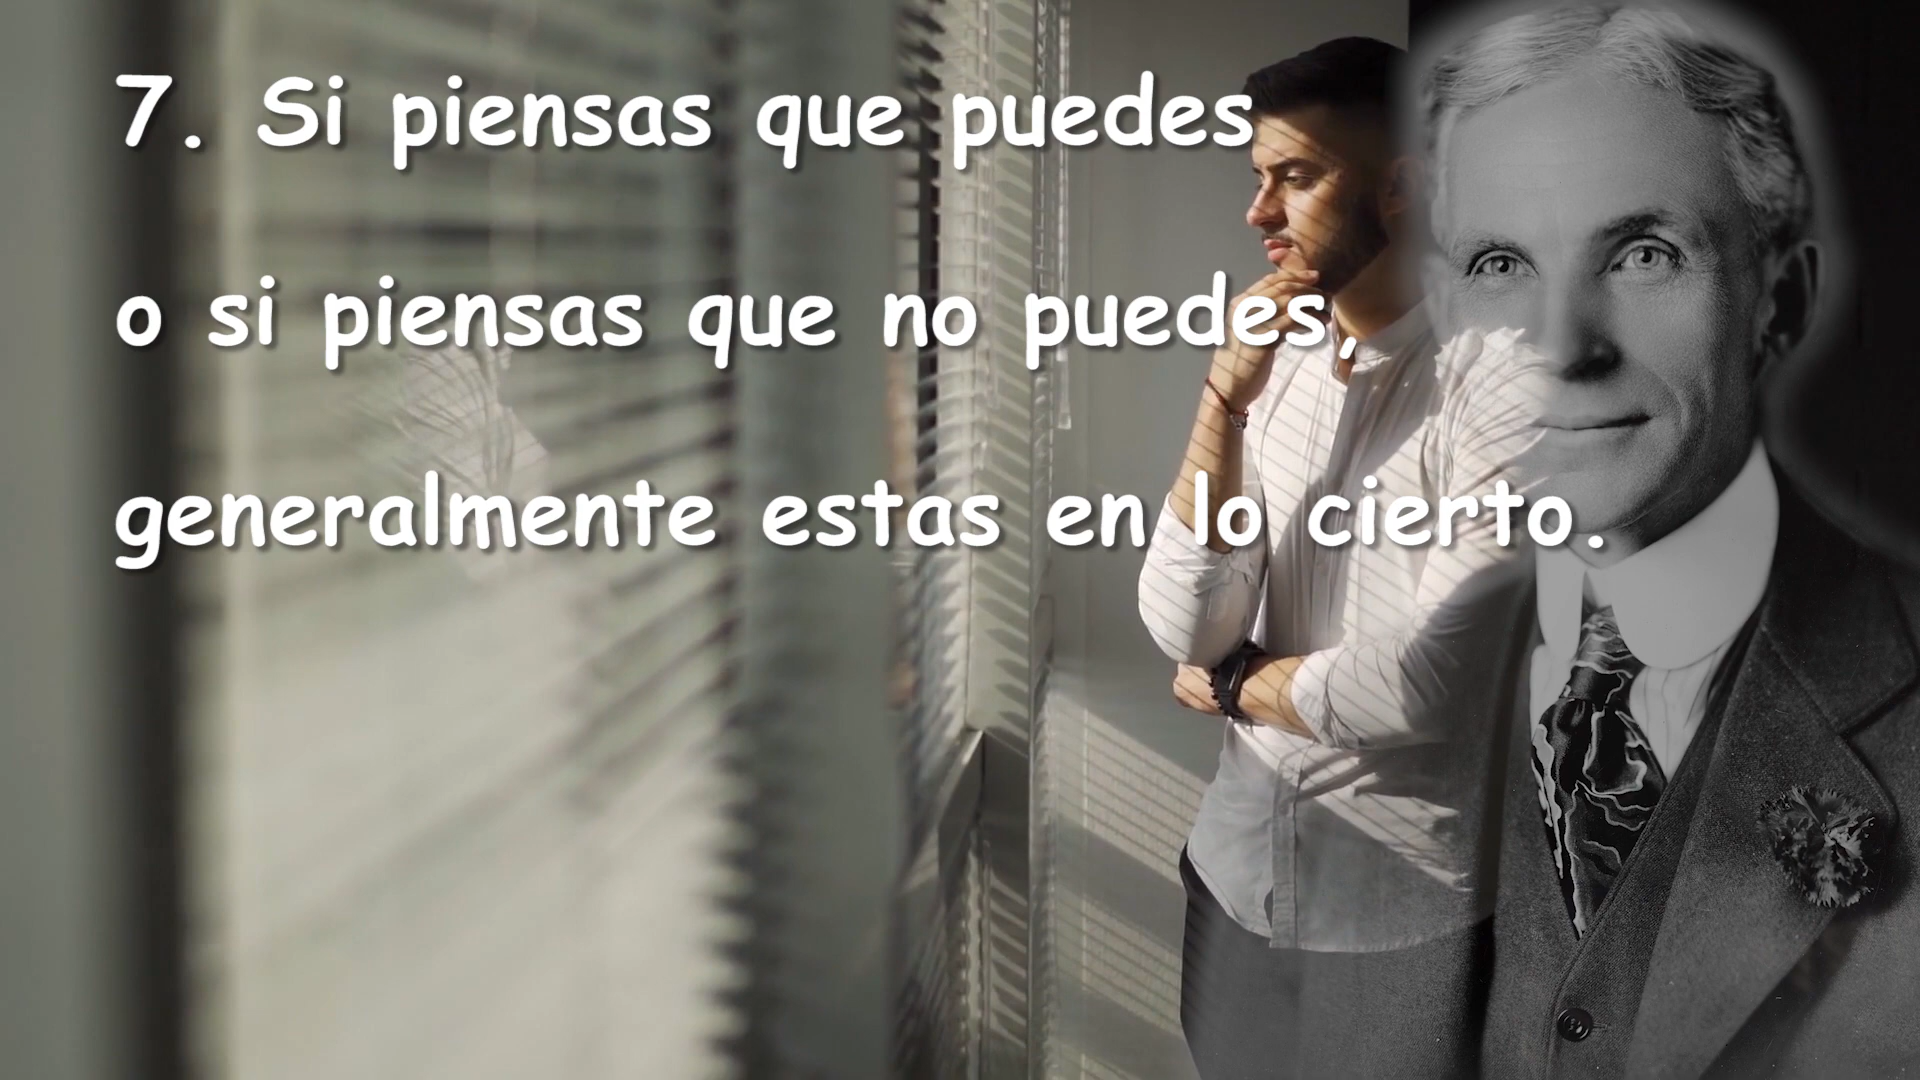 7. Si piensas que puedes
o si piensas que no puedes,
generalmente estas en lo cierto.